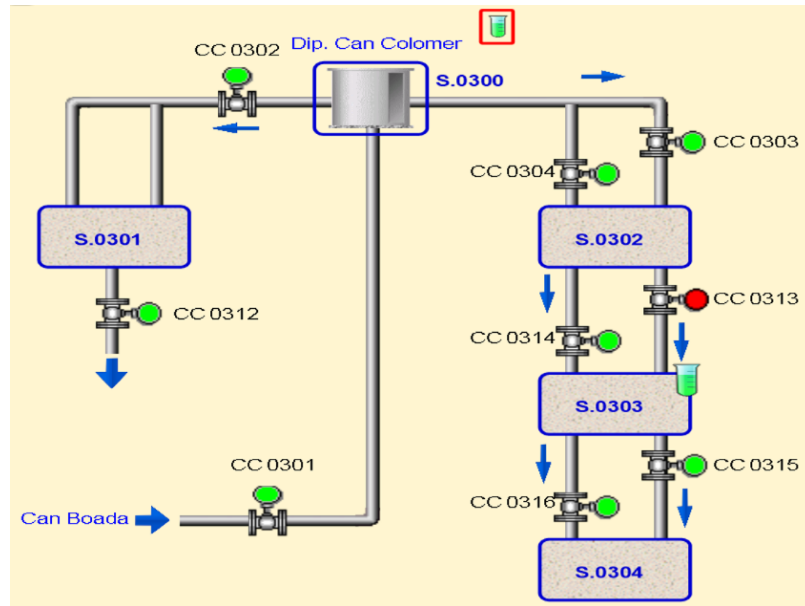 CC 0302
Dip. Can Colomer
S.0300
CC 0303
CC 0304
S.0301
S.0302
CC 0312
CC 0313
CC 0314
S.0303
CC 0301
CC 0315
Can Boada
CC 0316
S.0304